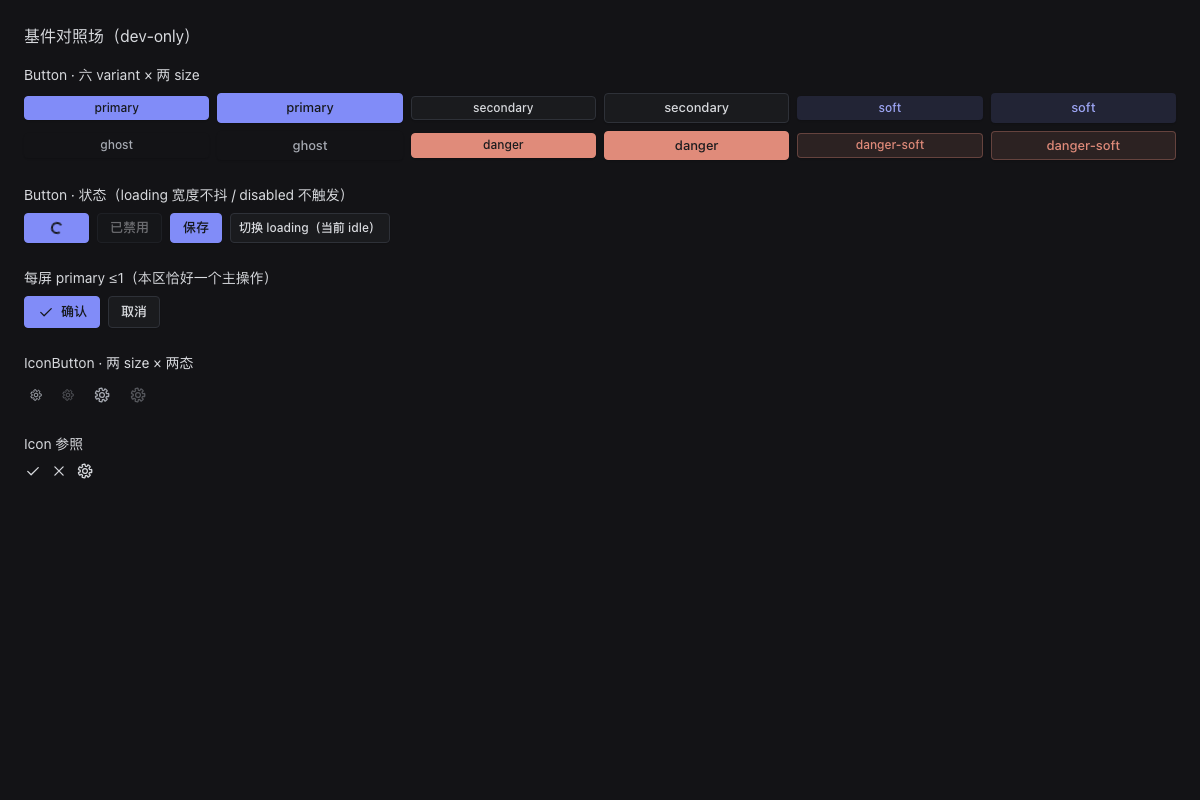 基件对照场（dev-only）
Button · 六 variant × 两 size
primary primary secondary secondary soft soft
ghost ghost danger danger danger-soft danger-soft
Button · 状态（loading 宽度不抖 / disabled 不触发）
已禁用 保存 切换 loading（当前 idle）
每屏 primary ≤1（本区恰好一个主操作）
确认 取消
IconButton · 两 size × 两态
Icon 参照